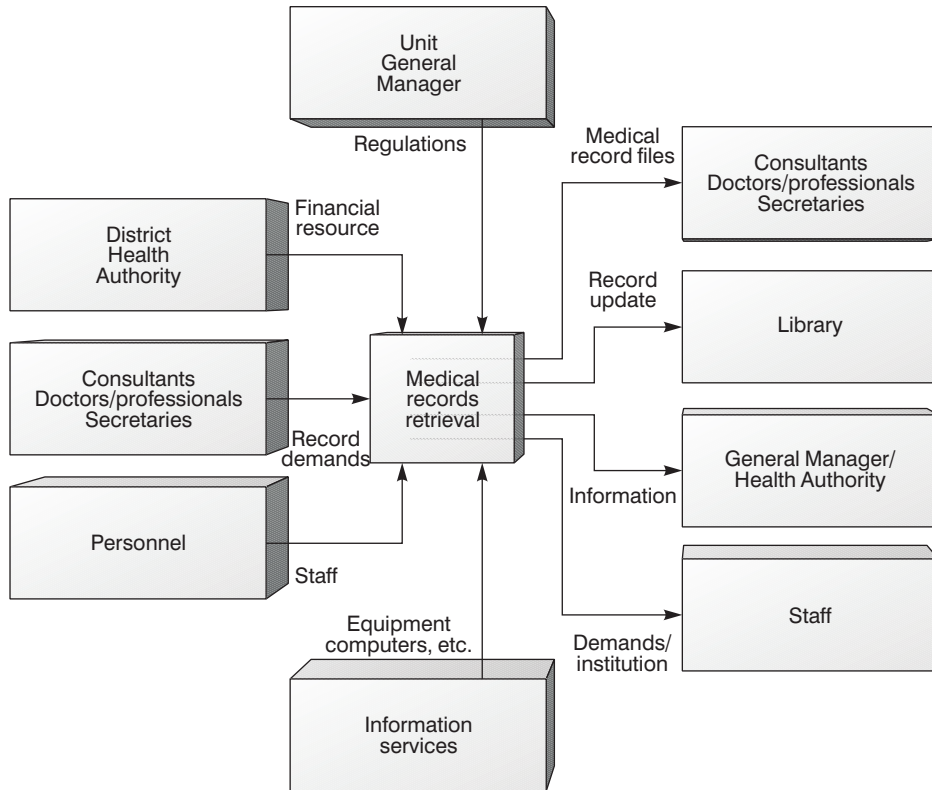 Unit
General
Manager
Regulations
Medical
record files
Consultants
Doctors/professionals
Secretaries
District
Health
Authority
Financial
resource
Record
update
Library
Consultants
Doctors/professionals
Secretaries
Record
demands
Medical
records
retrieval
Information
General Manager/
Health Authority
Personnel
Staff
Equipment
computers, etc.
Demands/
institution
Staff
Information
services